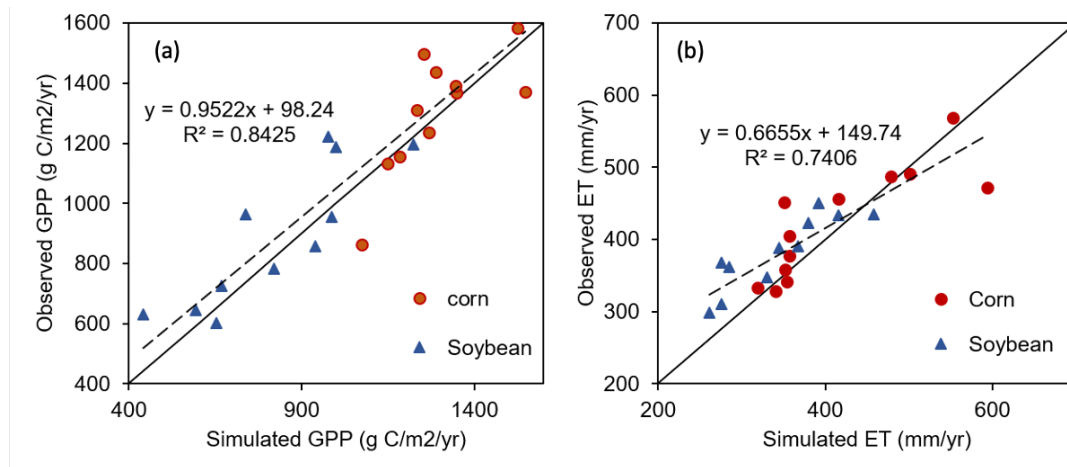 (a)
y = 0.9522x + 98.24
R² = 0.8425
corn
Soybean
1600
1400
1200
1000
800
600
400
400
900
1400
Observed GPP (g C/m2/yr)
Simulated GPP (g C/m2/yr)
(b)
y = 0.6655x + 149.74
R² = 0.7406
Corn
Soybean
700
600
500
400
300
200
200
400
600
Observed ET (mm/yr)
Simulated ET (mm/yr)